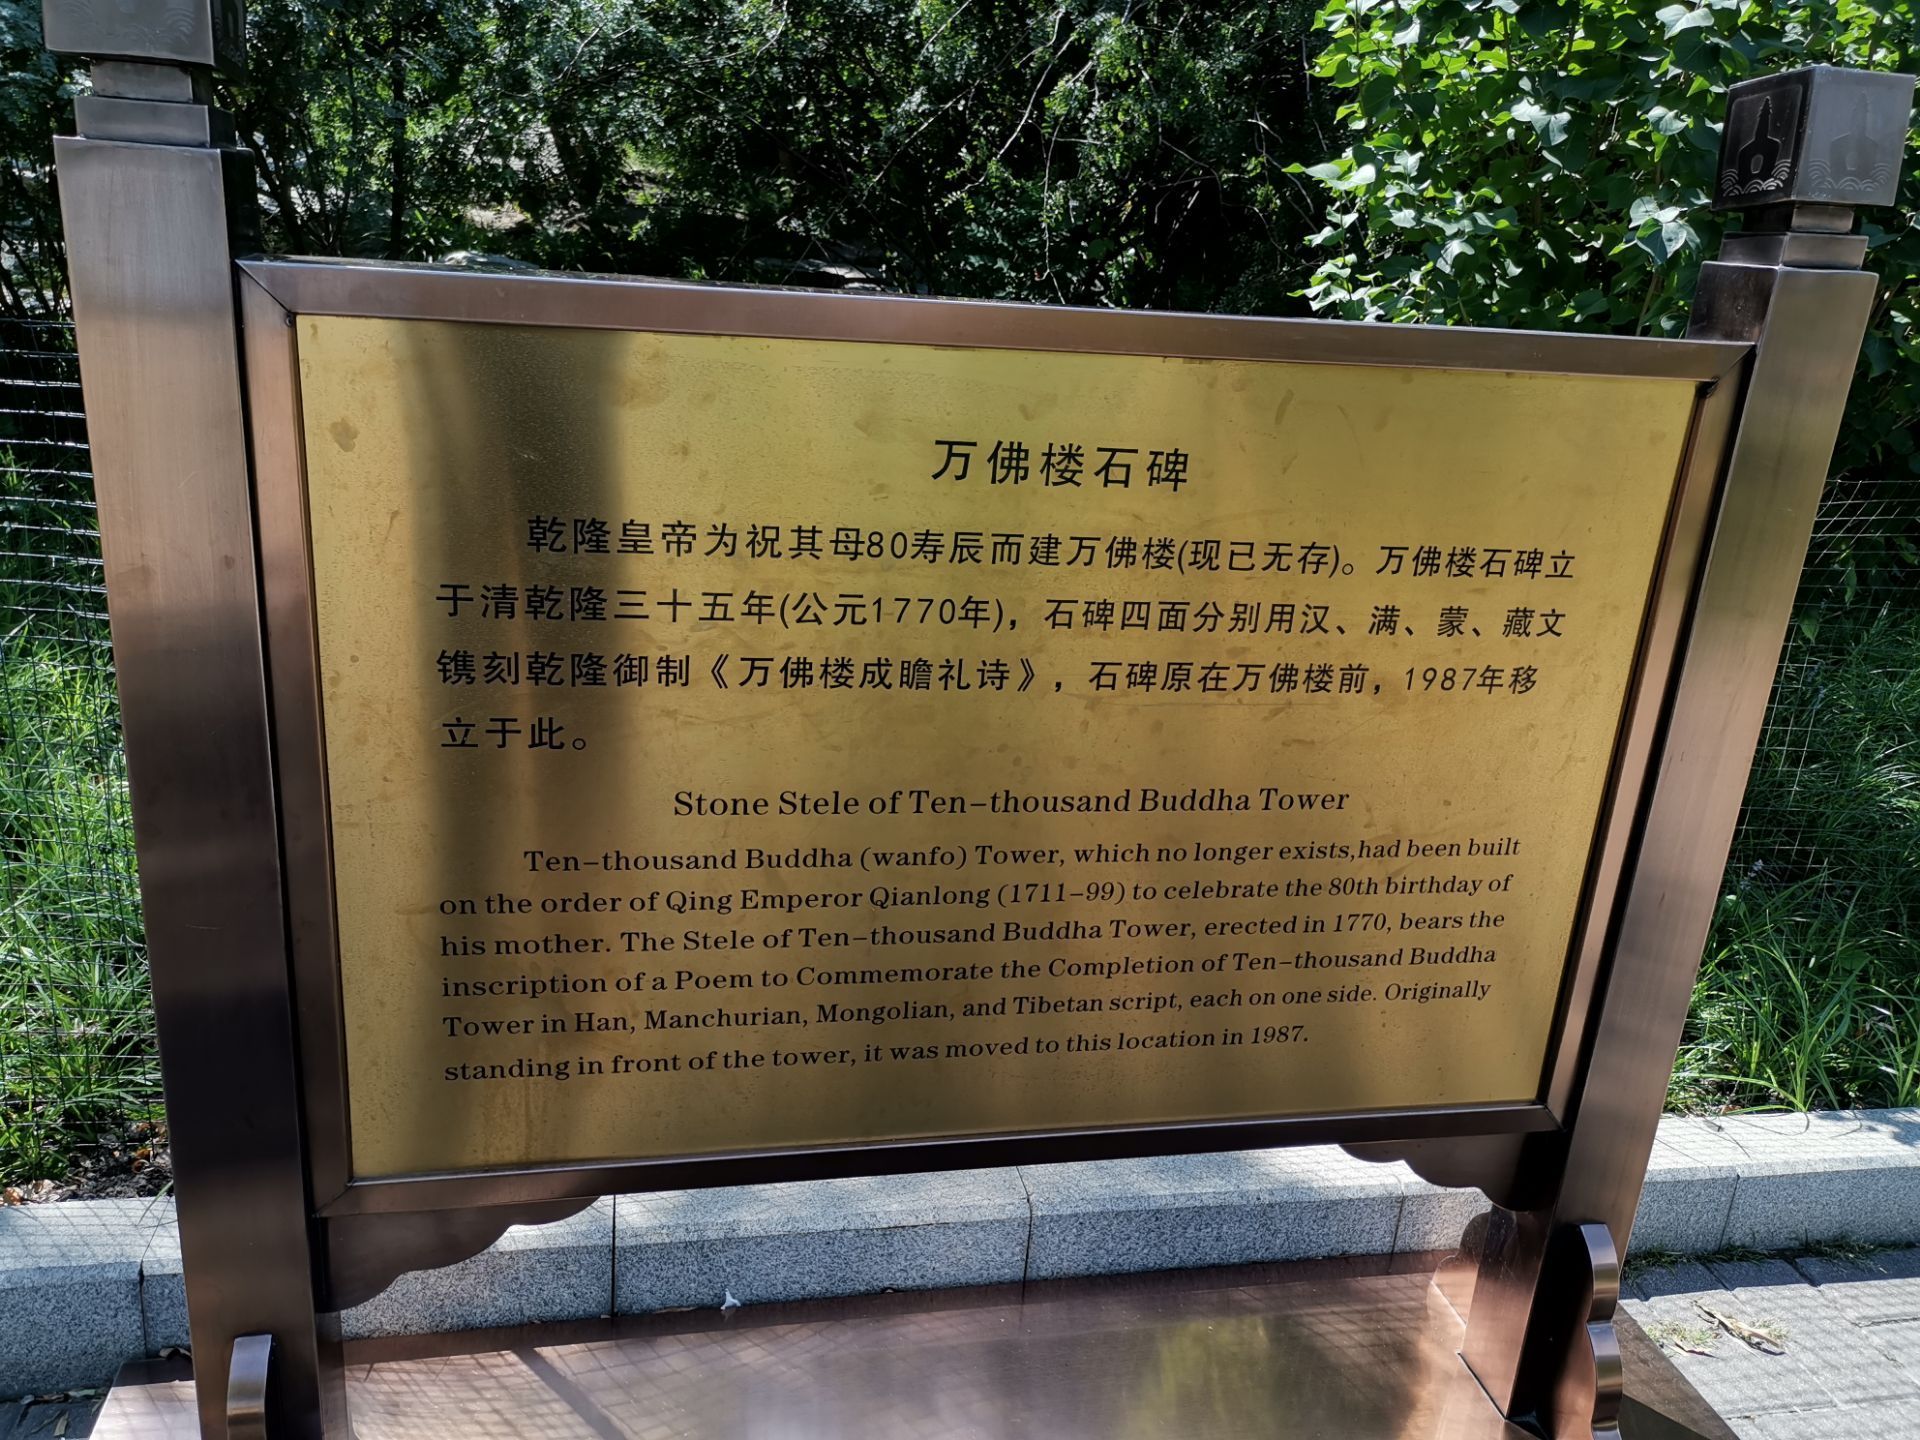 万佛楼石碑
乾隆皇帝为祝其母80寿辰而建万佛楼(现已无存)。万佛楼石碑立
于清乾隆三十五年(公元1770年)，石碑四面分别用汉、满、蒙、藏文
镌刻乾隆御制《万佛楼成瞻礼诗》，石碑原在万佛楼前，1987年移
立于此。
Stone Stele of Ten-thousand Buddha Tower
Ten-thousand Buddha (wanfo) Tower, which no longer exists,had been built
on the order of Qing Emperor Qianlong (1711-99) to celebrate the 80th birthday of
his mother. The Stele of Ten-thousand Buddha Tower, erected in 1770, bears the
inscription of a Poem to Commemorate the Completion of Ten-thousand Buddha
Tower in Han, Manchurian, Mongolian, and Tibetan script, each on one side. Originally
standing in front of the tower, it was moved to this location in 1987.